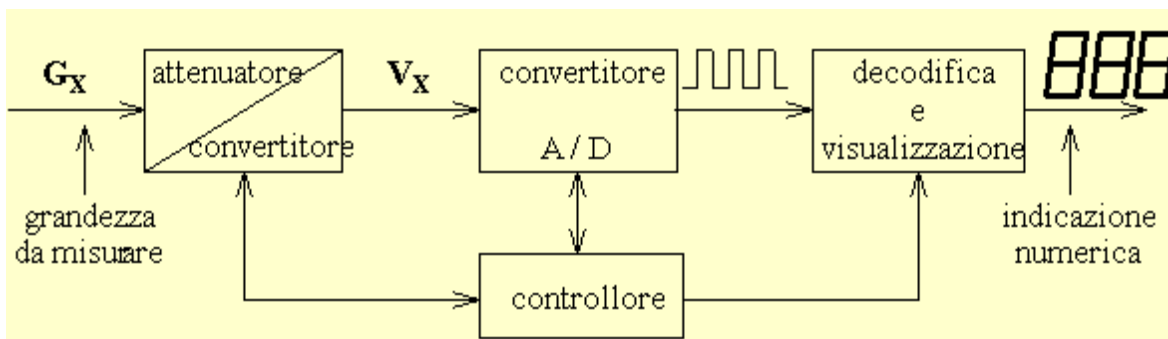 G_X
grandezza
da misurare
attenuatore
convertitore
V_X
convertitore
A / D
decodifica
e
visualizzazione
888
indicazione
numerica
controllore